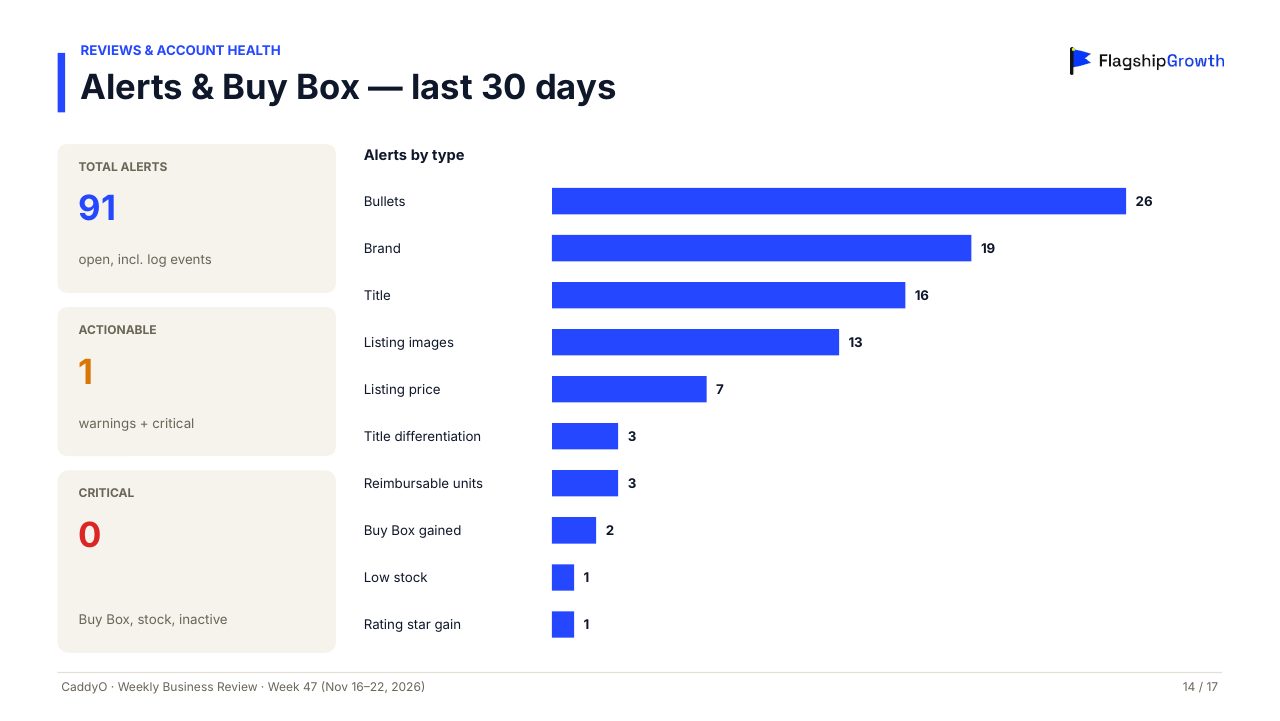 REVIEWS & ACCOUNT HEALTH
Alerts & Buy Box — last 30 days
FlagshipGrowth
TOTAL ALERTS
91
open, incl. log events
ACTIONABLE
1
warnings + critical
CRITICAL
0
Buy Box, stock, inactive
Alerts by type
Bullets 26
Brand 19
Title 16
Listing images 13
Listing price 7
Title differentiation 3
Reimbursable units 3
Buy Box gained 2
Low stock 1
Rating star gain 1
CaddyO · Weekly Business Review · Week 47 (Nov 16–22, 2026)
14 / 17